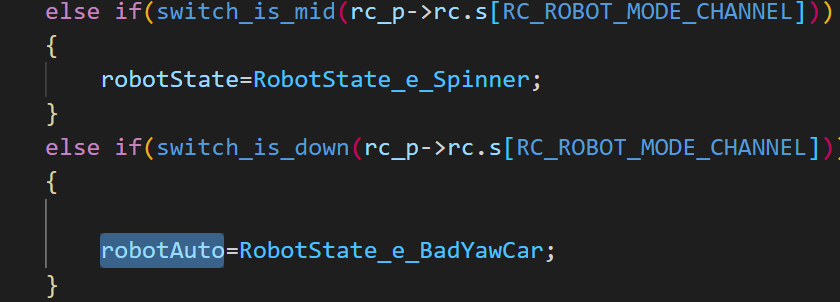 else if(switch_is_mid(rc_p->rc.s[RC_ROBOT_MODE_CHANNEL]))
{
robotState=RobotState_e_Spinner;
}
else if(switch_is_down(rc_p->rc.s[RC_ROBOT_MODE_CHANNEL]))
{
robotAuto=RobotState_e_BadYawCar;
}